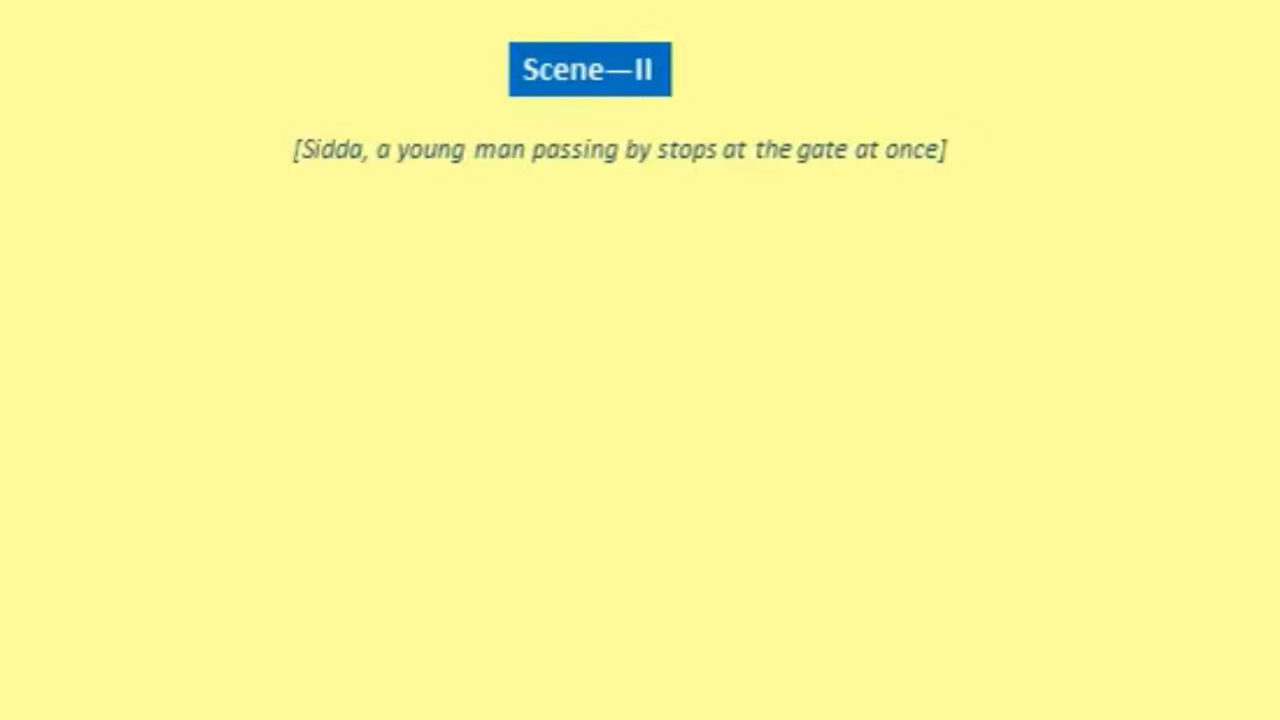 Scene—II
[Sidda, a young man passing by stops at the gate at once]